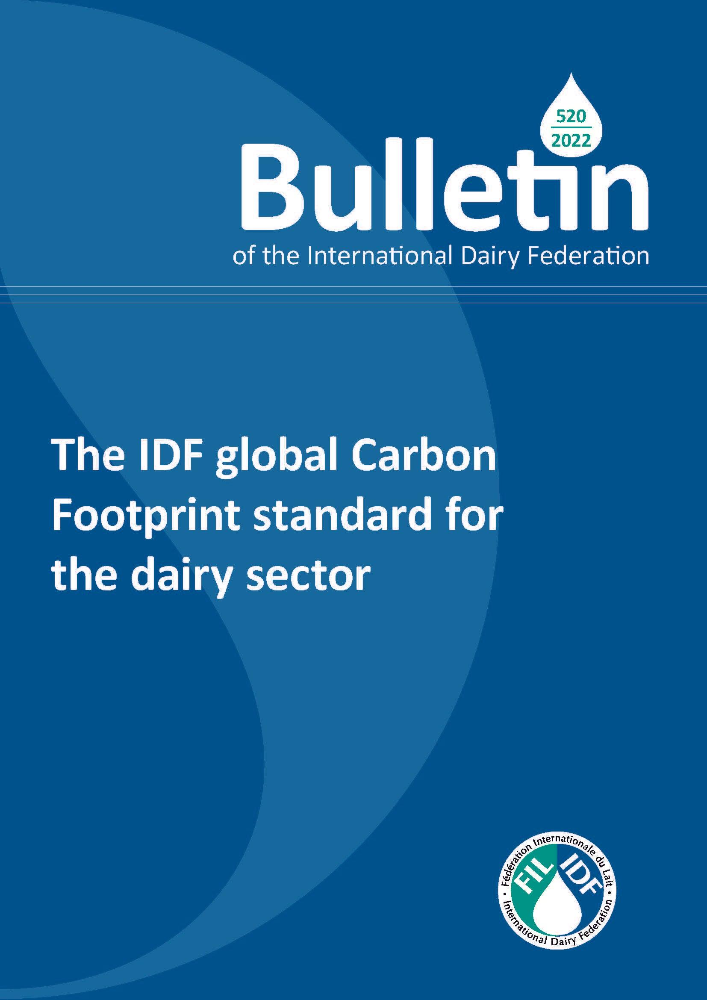 520
2022
Bulletin
of the International Dairy Federation
The IDF global Carbon
Footprint standard for
the dairy sector
• Fédération Internationale du Lait •
FIL IDF
International Dairy Federation